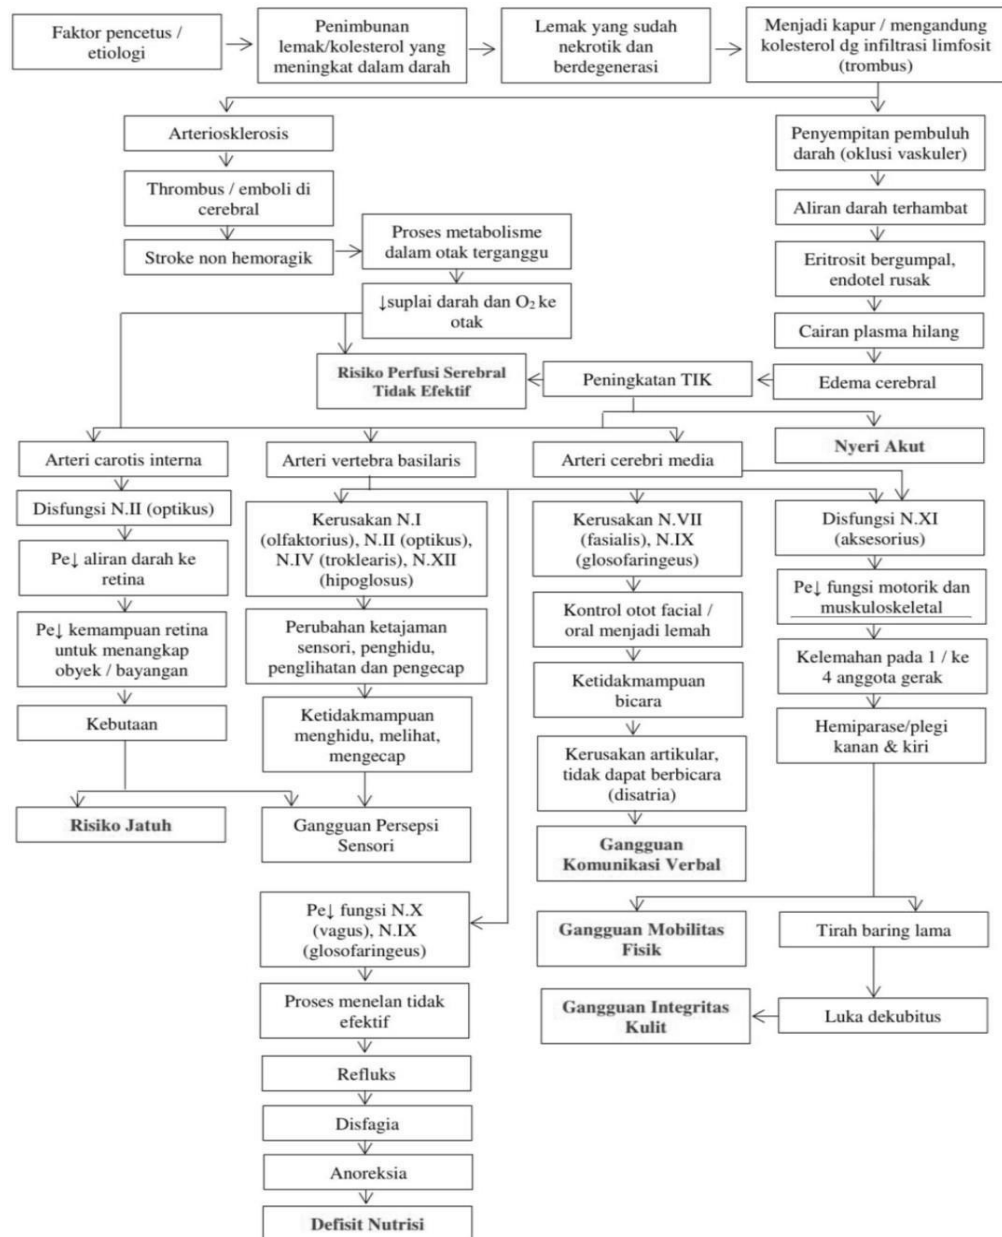 Faktor pencetus /
etiologi
Penimbunan
lemak/kolesterol yang
meningkat dalam darah
Lemak yang sudah
nekrotik dan
berdegenerasi
Menjadi kapur / mengandung
kolesterol dg infiltrasi limfosit
(trombus)
Arteriosklerosis
Thrombus / emboli di
cerebral
Stroke non hemoragik
Proses metabolisme
dalam otak terganggu
↓suplai darah dan O₂ ke
otak
Penyempitan pembuluh
darah (oklusi vaskuler)
Aliran darah terhambat
Eritrosit bergumpal,
endotel rusak
Cairan plasma hilang
Edema cerebral
Peningkatan TIK
Risiko Perfusi Serebral
Tidak Efektif
Nyeri Akut
Arteri carotis interna
Arteri vertebra basilaris
Arteri cerebri media
Disfungsi N.II (optikus)
Pe↓ aliran darah ke
retina
Pe↓ kemampuan retina
untuk menangkap
obyek / bayangan
Kebutaan
Risiko Jatuh
Kerusakan N.I
(olfaktorius), N.II (optikus),
N.IV (troklearis), N.XII
(hipoglosus)
Perubahan ketajaman
sensori, penghidu,
penglihatan dan pengecap
Ketidakmampuan
menghidu, melihat,
mengecap
Gangguan Persepsi
Sensori
Kerusakan N.VII
(fasialis), N.IX
(glosofaringeus)
Kontrol otot facial /
oral menjadi lemah
Ketidakmampuan
bicara
Kerusakan artikular,
tidak dapat berbicara
(disatria)
Gangguan
Komunikasi Verbal
Disfungsi N.XI
(aksesorius)
Pe↓ fungsi motorik dan
muskuloskeletal
Kelemahan pada 1 / ke
4 anggota gerak
Hemiparase/plegi
kanan & kiri
Pe↓ fungsi N.X
(vagus), N.IX
(glosofaringeus)
Proses menelan tidak
efektif
Refluks
Disfagia
Anoreksia
Defisit Nutrisi
Gangguan Mobilitas
Fisik
Tirah baring lama
Gangguan Integritas
Kulit
Luka dekubitus